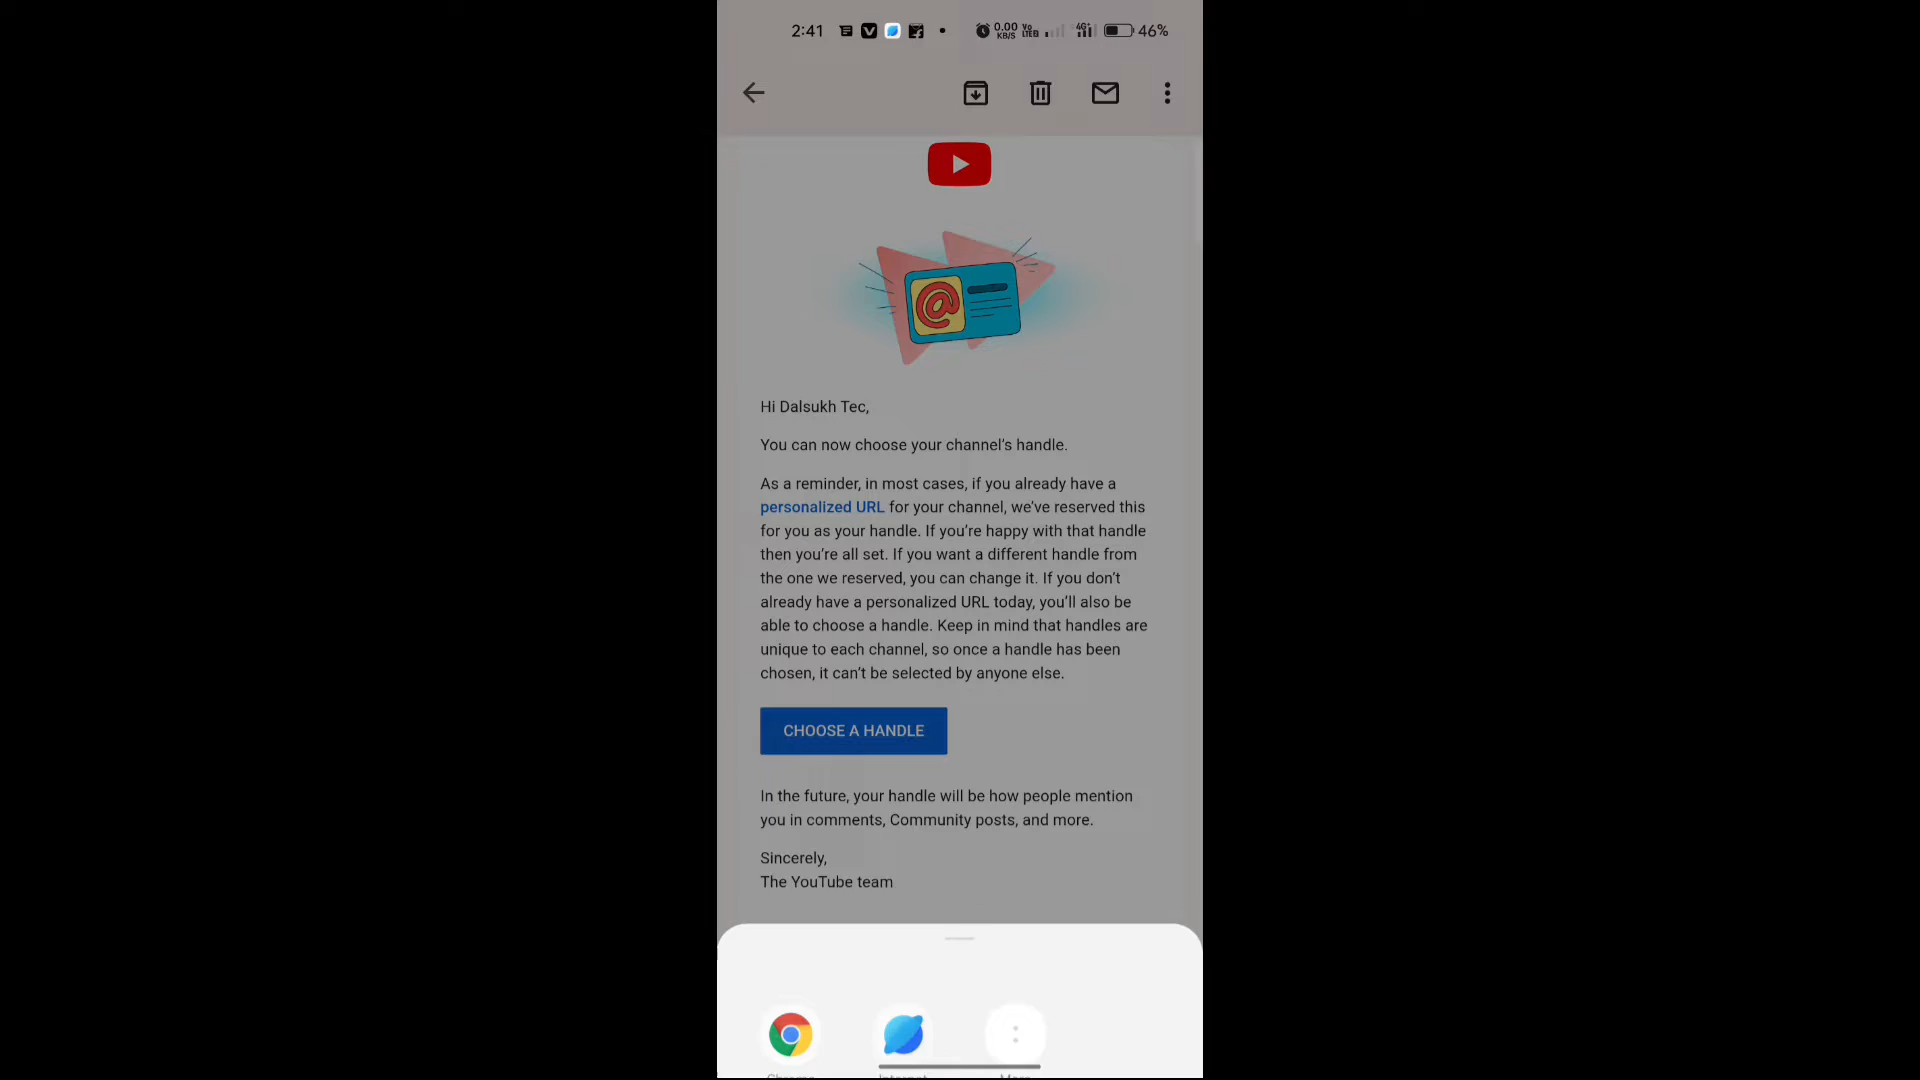 2:41
0.00 KB/S
Vo LTE
4G+
46%
Hi Dalsukh Tec,
You can now choose your channel's handle.
As a reminder, in most cases, if you already have a
personalized URL for your channel, we've reserved this
for you as your handle. If you're happy with that handle
then you're all set. If you want a different handle from
the one we reserved, you can change it. If you don't
already have a personalized URL today, you'll also be
able to choose a handle. Keep in mind that handles are
unique to each channel, so once a handle has been
chosen, it can't be selected by anyone else.
CHOOSE A HANDLE
In the future, your handle will be how people mention
you in comments, Community posts, and more.
Sincerely,
The YouTube team